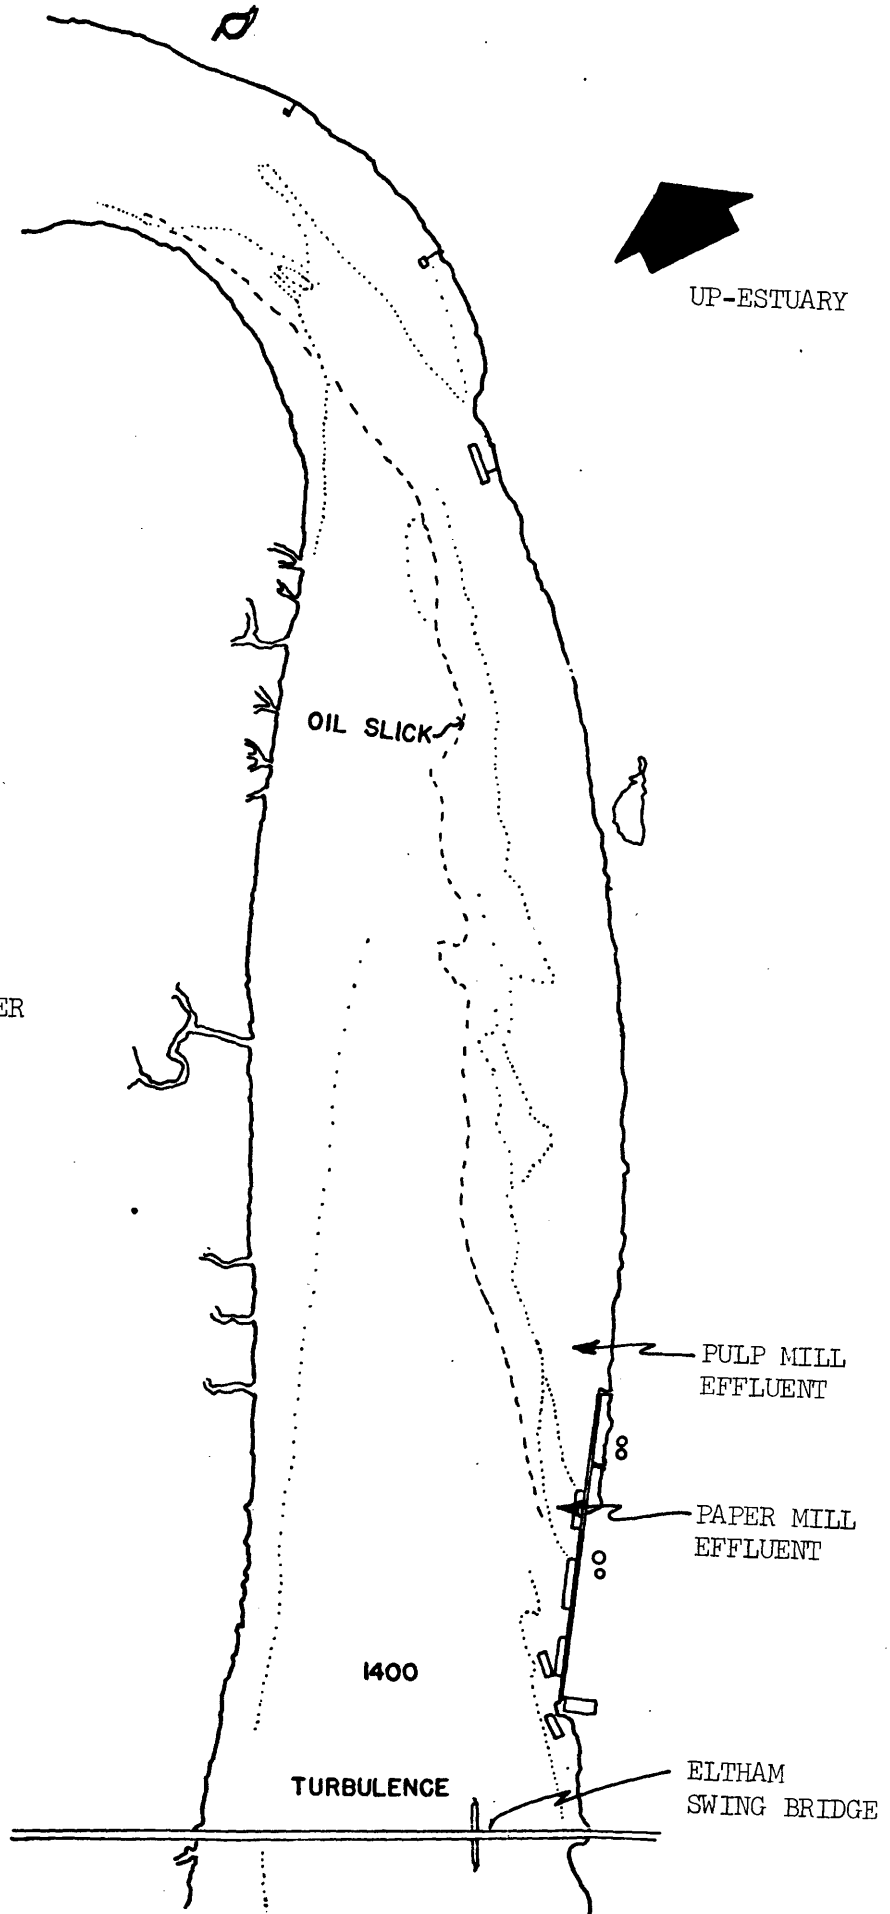 UP-ESTUARY
OIL SLICK
ER
PULP MILL
EFFLUENT
PAPER MILL
EFFLUENT
1400
TURBULENCE
ELTHAM
SWING BRIDGE